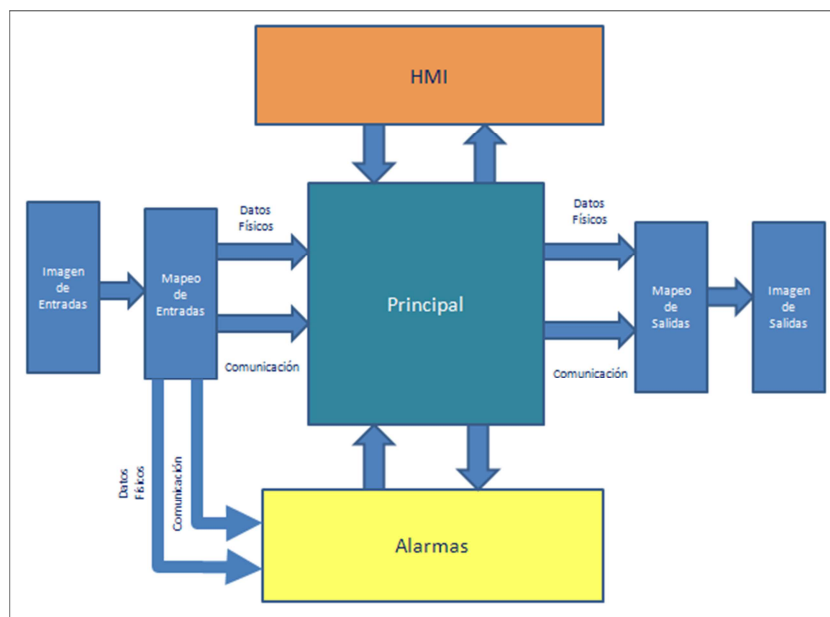 HMI
Datos
Físicos
Datos
Físicos
Imagen
de
Entradas
Mapeo
de
Entradas
Principal
Mapeo
de
Salidas
Imagen
de
Salidas
Comunicación
Comunicación
Datos
Físicos
Comunicación
Alarmas